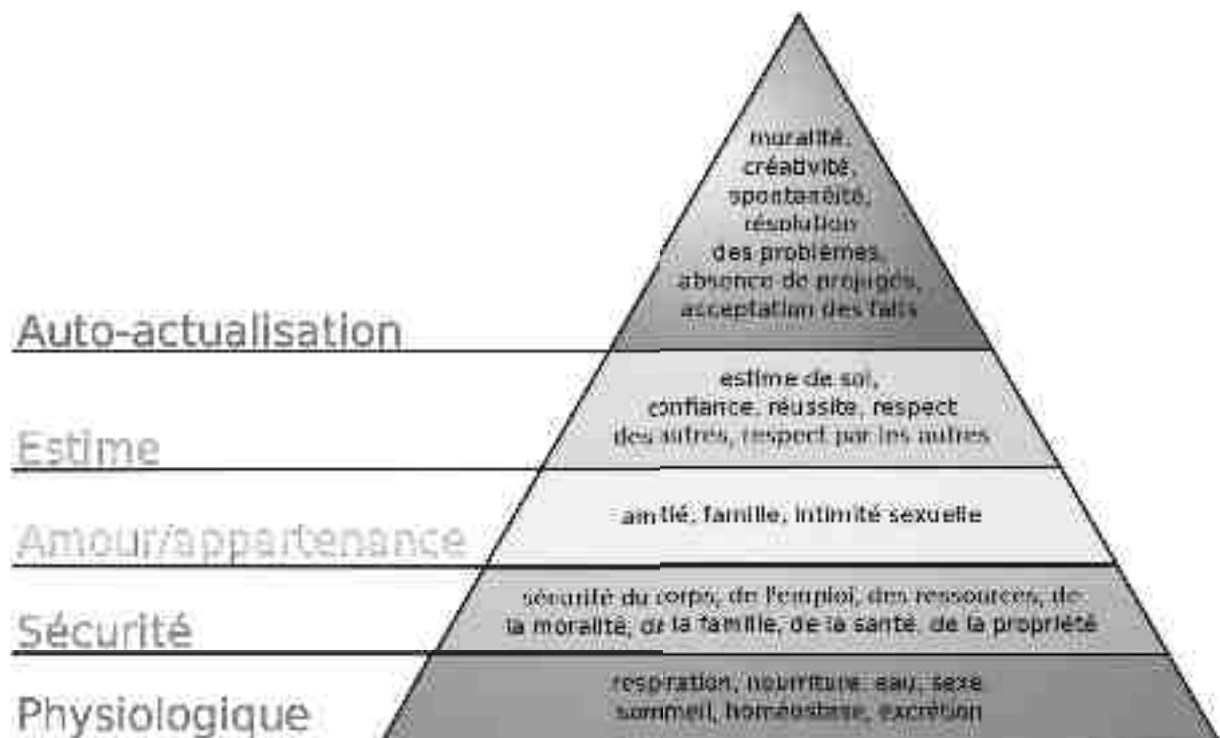 moralité,
créativité,
spontanéité,
résolution
des problèmes,
absence de préjugés,
acceptation des faits
Auto-actualisation
estime de soi,
confiance, réussite, respect
des autres, respect par les autres
Estime
amitié, famille, intimité sexuelle
Amour/appartenance
sécurité du corps, de l'emploi, des ressources, de
la moralité, de la famille, de la santé, de la propriété
Sécurité
respiration, nourriture, eau, sexe,
sommeil, homéostase, excrétion
Physiologique